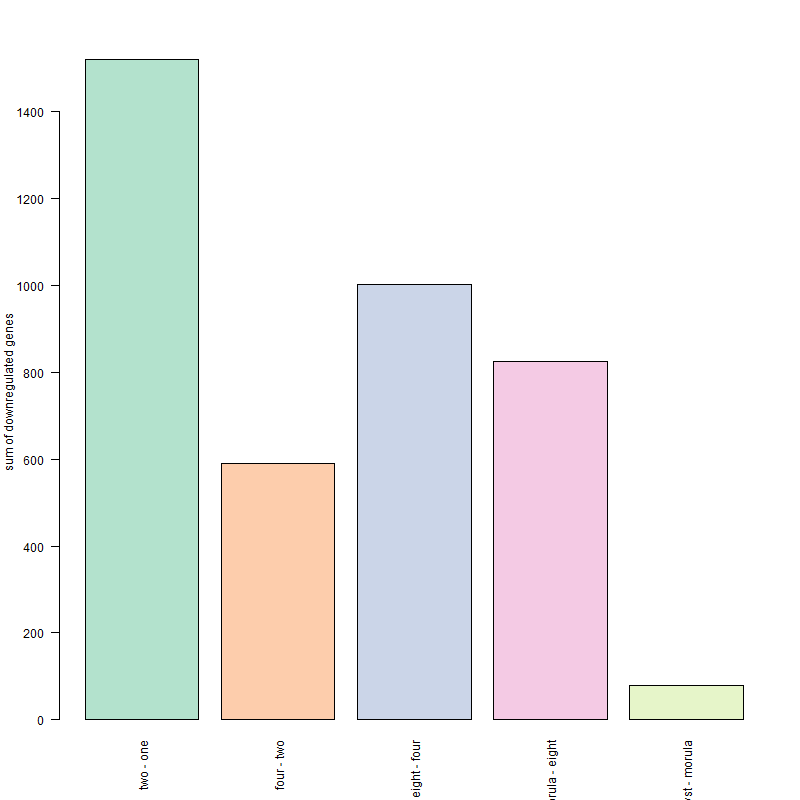 sum of downregulated genes
1400
1200
1000
800
600
400
200
0
two - one
four - two
eight - four
rula - eight
yst - morula